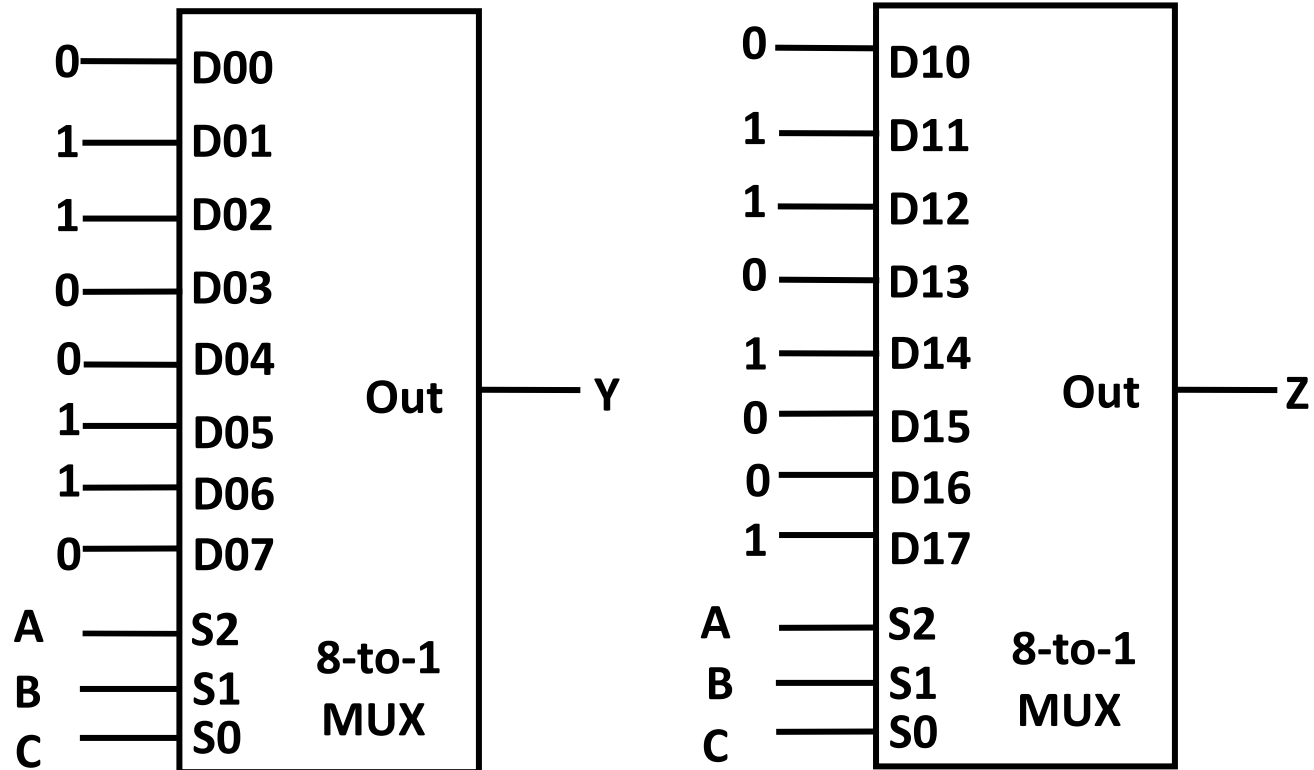 0 D00
1 D01
1 D02
0 D03
0 D04
1 D05
1 D06
0 D07
Out Y
A S2
B S1
C S0
8-to-1
MUX
0 D10
1 D11
1 D12
0 D13
1 D14
0 D15
0 D16
1 D17
Out Z
A S2
B S1
C S0
8-to-1
MUX